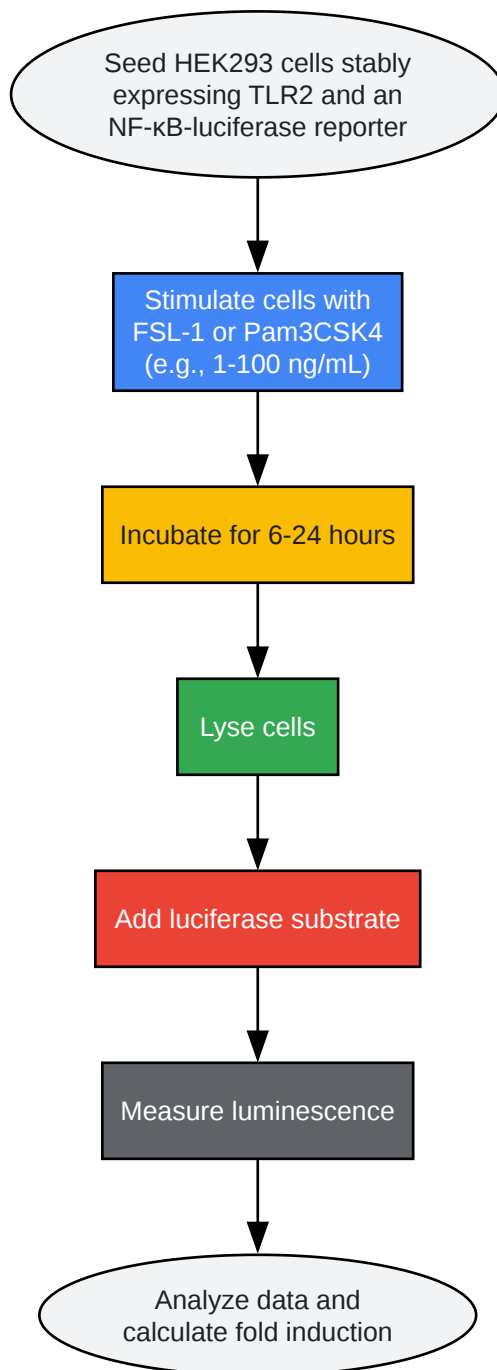 Seed HEK293 cells stably
expressing TLR2 and an
NF-κB-luciferase reporter
Stimulate cells with
FSL-1 or Pam3CSK4
(e.g., 1-100 ng/mL)
Incubate for 6-24 hours
Lyse cells
Add luciferase substrate
Measure luminescence
Analyze data and
calculate fold induction